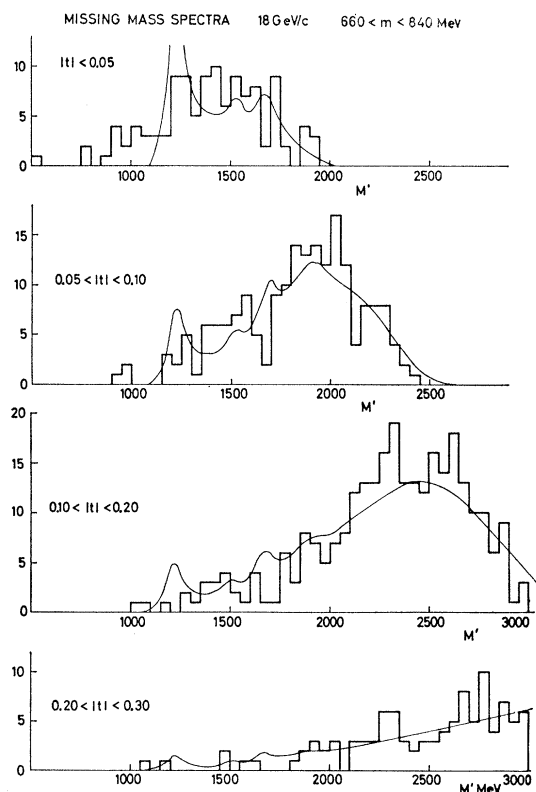 MISSING MASS SPECTRA 18 GeV/c 660 < m < 840 MeV
|t| < 0.05
10
5
0
1000 1500 2000 2500
M'
15
10
0.05 < |t| < 0.10
5
0
1000 1500 2000 2500
M'
20
15
0.10 < |t| < 0.20
10
5
0
1000 1500 2000 2500 3000
M'
10
0.20 < |t| < 0.30
5
0
1000 1500 2000 2500 3000
M' MeV